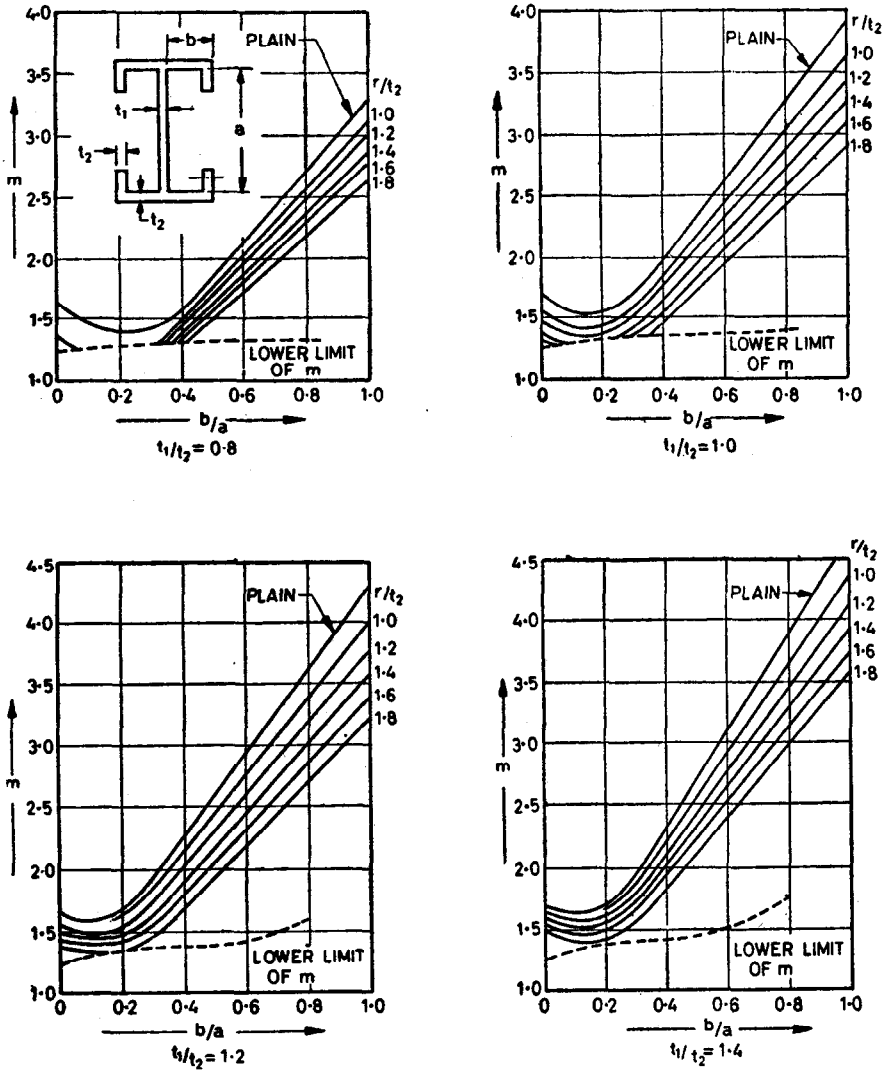 4·0
3·5
3·0
2·5
2·0
1·5
1·0
m
PLAIN
r/t2
1·0
1·2
1·4
1·6
1·8
b
t1
a
t2
t2
LOWER LIMIT
OF m
0 0·2 0·4 0·6 0·8 1·0
b/a
t1/t2 = 0·8
4·0
3·5
3·0
2·5
2·0
1·5
1·0
m
PLAIN
r/t2
1·0
1·2
1·4
1·6
1·8
LOWER LIMIT
OF m
0 0·2 0·4 0·6 0·8 1·0
b/a
t1/t2 = 1·0
4·5
4·0
3·5
3·0
2·5
2·0
1·5
1·0
m
PLAIN
r/t2
1·0
1·2
1·4
1·6
1·8
LOWER LIMIT
OF m
0 0·2 0·4 0·6 0·8 1·0
b/a
t1/t2 = 1·2
4·5
4·0
3·5
3·0
2·5
2·0
1·5
1·0
m
PLAIN
r/t2
1·0
1·2
1·4
1·6
1·8
LOWER LIMIT
OF m
0 0·2 0·4 0·6 0·8 1·0
b/a
t1/t2 = 1·4